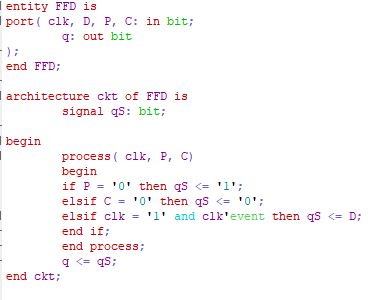 entity FFD is
port( clk, D, P, C: in bit;
q: out bit
);
end FFD;
architecture ckt of FFD is
signal qS: bit;
begin
process( clk, P, C)
begin
if P = '0' then qS <= '1';
elsif C = '0' then qS <= '0';
elsif clk = '1' and clk'event then qS <= D;
end if;
end process;
q <= qS;
end ckt;